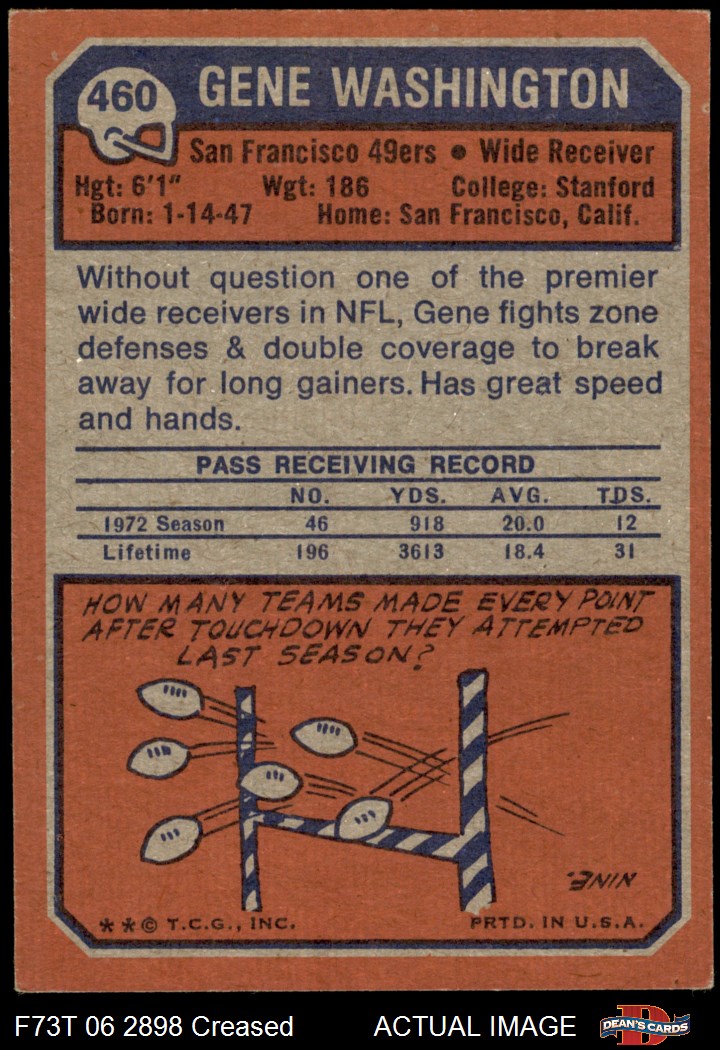 460
GENE WASHINGTON
San Francisco 49ers • Wide Receiver
Hgt: 6'1" Wgt: 186 College: Stanford
Born: 1-14-47 Home: San Francisco, Calif.
Without question one of the premier
wide receivers in NFL, Gene fights zone
defenses & double coverage to break
away for long gainers. Has great speed
and hands.
PASS RECEIVING RECORD
NO. YDS. AVG. TDS.
1972 Season 46 918 20.0 12
Lifetime 196 3613 18.4 31
HOW MANY TEAMS MADE EVERY POINT
AFTER TOUCHDOWN THEY ATTEMPTED
LAST SEASON?
NINE.
**© T.C.G., INC. PRTD. IN U.S.A.
F73T 06 2898 Creased ACTUAL IMAGE
D
DEAN'S CARDS